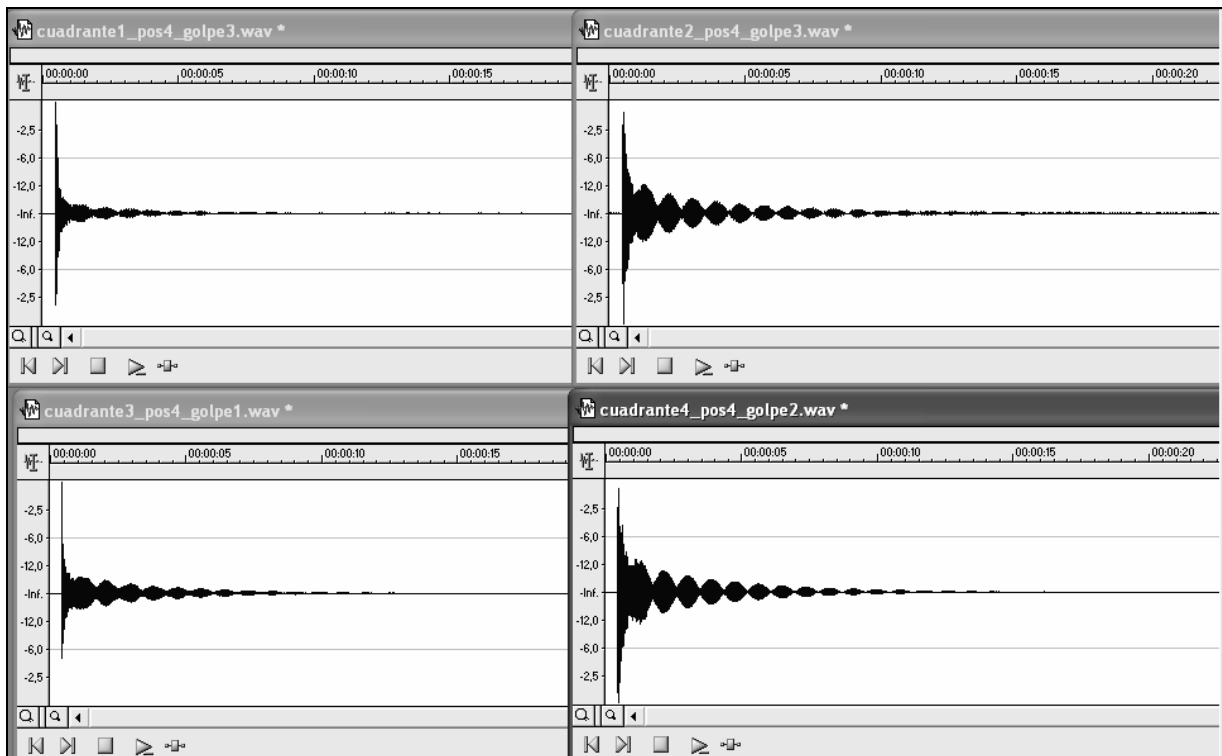 cuadrante1_pos4_golpe3.wav *
00:00:00 00:00:05 00:00:10 00:00:15
-2,5
-6,0
-12,0
-Inf.
-12,0
-6,0
-2,5
cuadrante2_pos4_golpe3.wav *
00:00:00 00:00:05 00:00:10 00:00:15 00:00:20
-2,5
-6,0
-12,0
-Inf.
-12,0
-6,0
-2,5
cuadrante3_pos4_golpe1.wav *
00:00:00 00:00:05 00:00:10 00:00:15
-2,5
-6,0
-12,0
-Inf.
-12,0
-6,0
-2,5
cuadrante4_pos4_golpe2.wav *
00:00:00 00:00:05 00:00:10 00:00:15 00:00:20
-2,5
-6,0
-12,0
-Inf.
-12,0
-6,0
-2,5